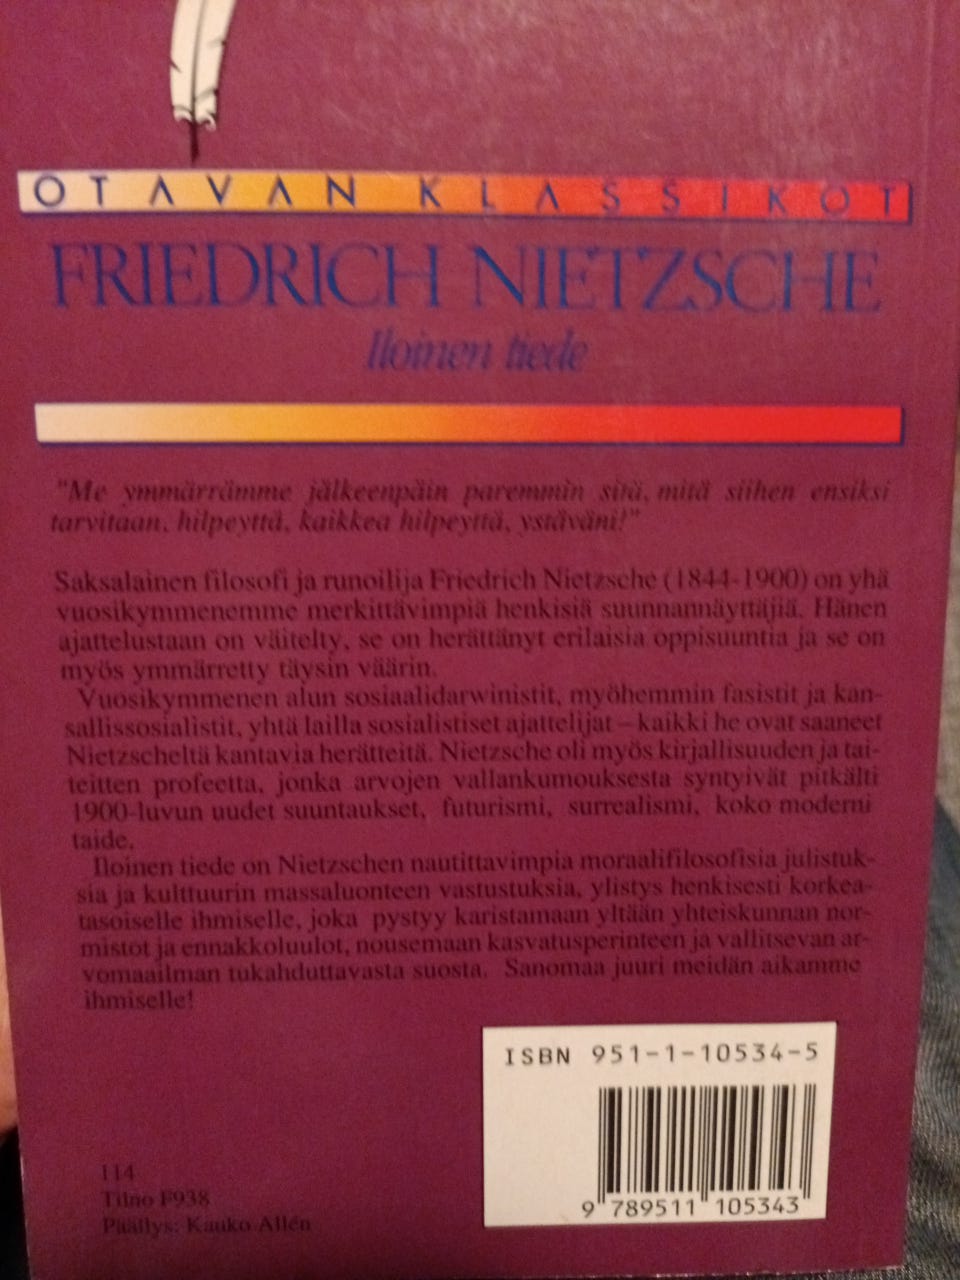 OTAVAN KLASSIKOT
FRIEDRICH NIETZSCHE
Iloinen tiede
"Me ymmärrämme jälkeenpäin paremmin sitä, mitä siihen ensiksi
tarvitaan, hilpeyttä, kaikkea hilpeyttä, ystäväni!"
Saksalainen filosofi ja runoilija Friedrich Nietzsche (1844-1900) on yhä
vuosikymmenemme merkittävimpiä henkisiä suunnannäyttäjiä. Hänen
ajattelustaan on väitelty, se on herättänyt erilaisia oppisuuntia ja se on
myös ymmärretty täysin väärin.
Vuosikymmenen alun sosiaalidarwinistit, myöhemmin fasistit ja kan-
sallissosialistit, yhtä lailla sosialistiset ajattelijat – kaikki he ovat saaneet
Nietzscheltä kantavia herätteitä. Nietzsche oli myös kirjallisuuden ja tai-
teitten profeetta, jonka arvojen vallankumouksesta syntyivät pitkälti
1900-luvun uudet suuntaukset, futurismi, surrealismi, koko moderni
taide.
Iloinen tiede on Nietzschen nautittavimpia moraalifilosofisia julistuk-
sia ja kulttuurin massaluonteen vastustuksia, ylistys henkisesti korkea-
tasoiselle ihmiselle, joka pystyy karistamaan yltään yhteiskunnan nor-
mistot ja ennakkoluulot, nousemaan kasvatusperinteen ja vallitsevan ar-
vomaailman tukahduttavasta suosta. Sanomaa juuri meidän aikamme
ihmiselle!
ISBN 951-1-10534-5
9 789511 105343
114
Tilno F938
Päällys: Kauko Allén